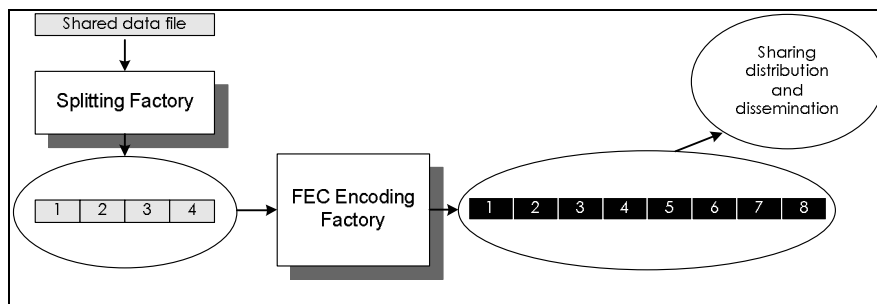 Shared data file
Splitting Factory
1 2 3 4
FEC Encoding
Factory
1 2 3 4 5 6 7 8
Sharing
distribution
and
dissemination